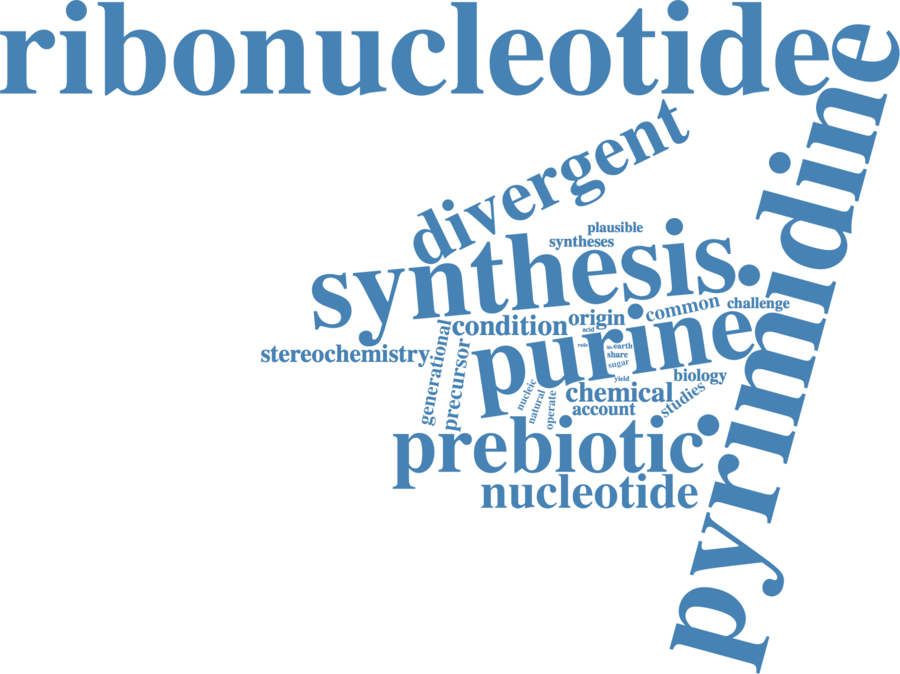 ribonucleotide
pyrimidine
divergent
plausible
syntheses
synthesis.
common
challenge
origin
condition
acid
purine
rule
earth
share
sugar
stereochemistry.
generational
precursor
yield
biology
nucleic
natural
operate
chemical
studies
account
prebiotic.
nucleotide